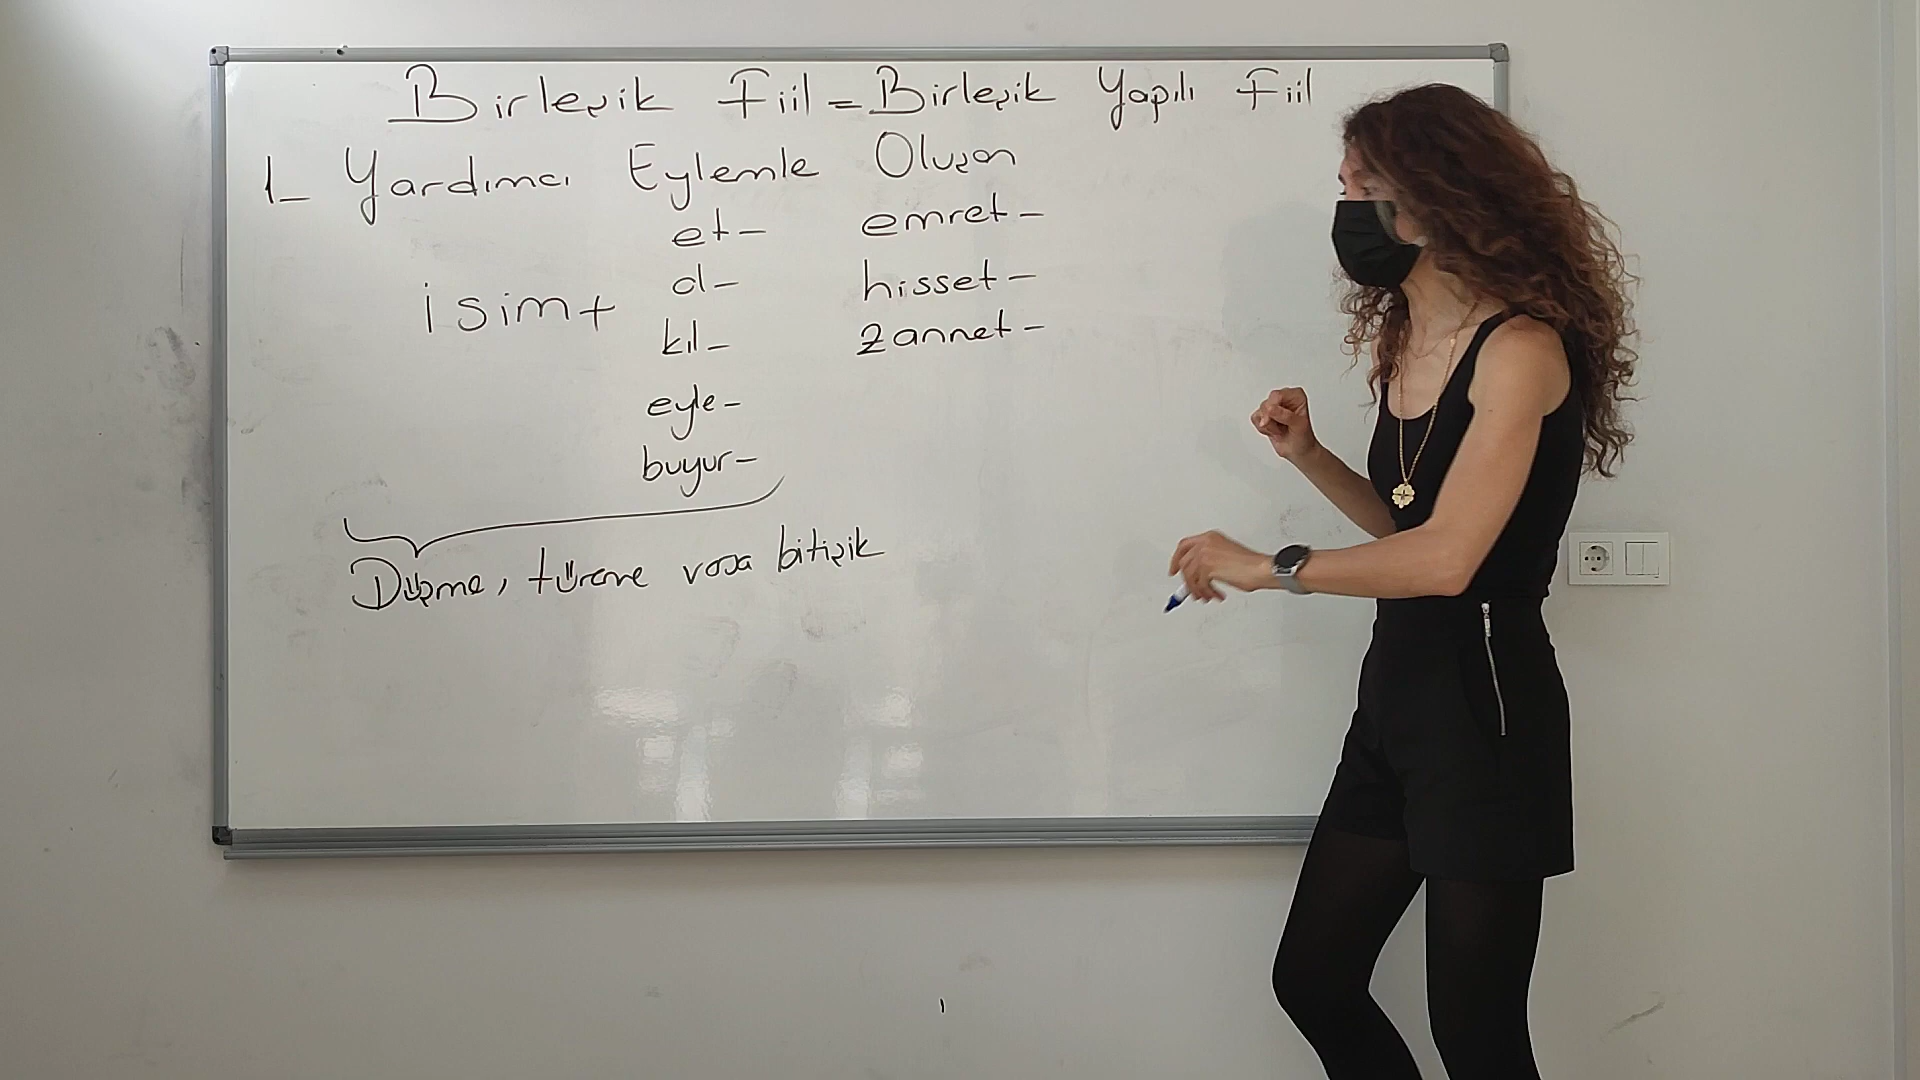 Birleşik Fiil = Birleşik Yapılı Fiil
1_ Yardımcı Eylemle Oluşan
isim+
et-
ol-
kıl-
eyle-
buyur-
emret-
hisset-
zannet-
Düşme, türeme varsa bitişik